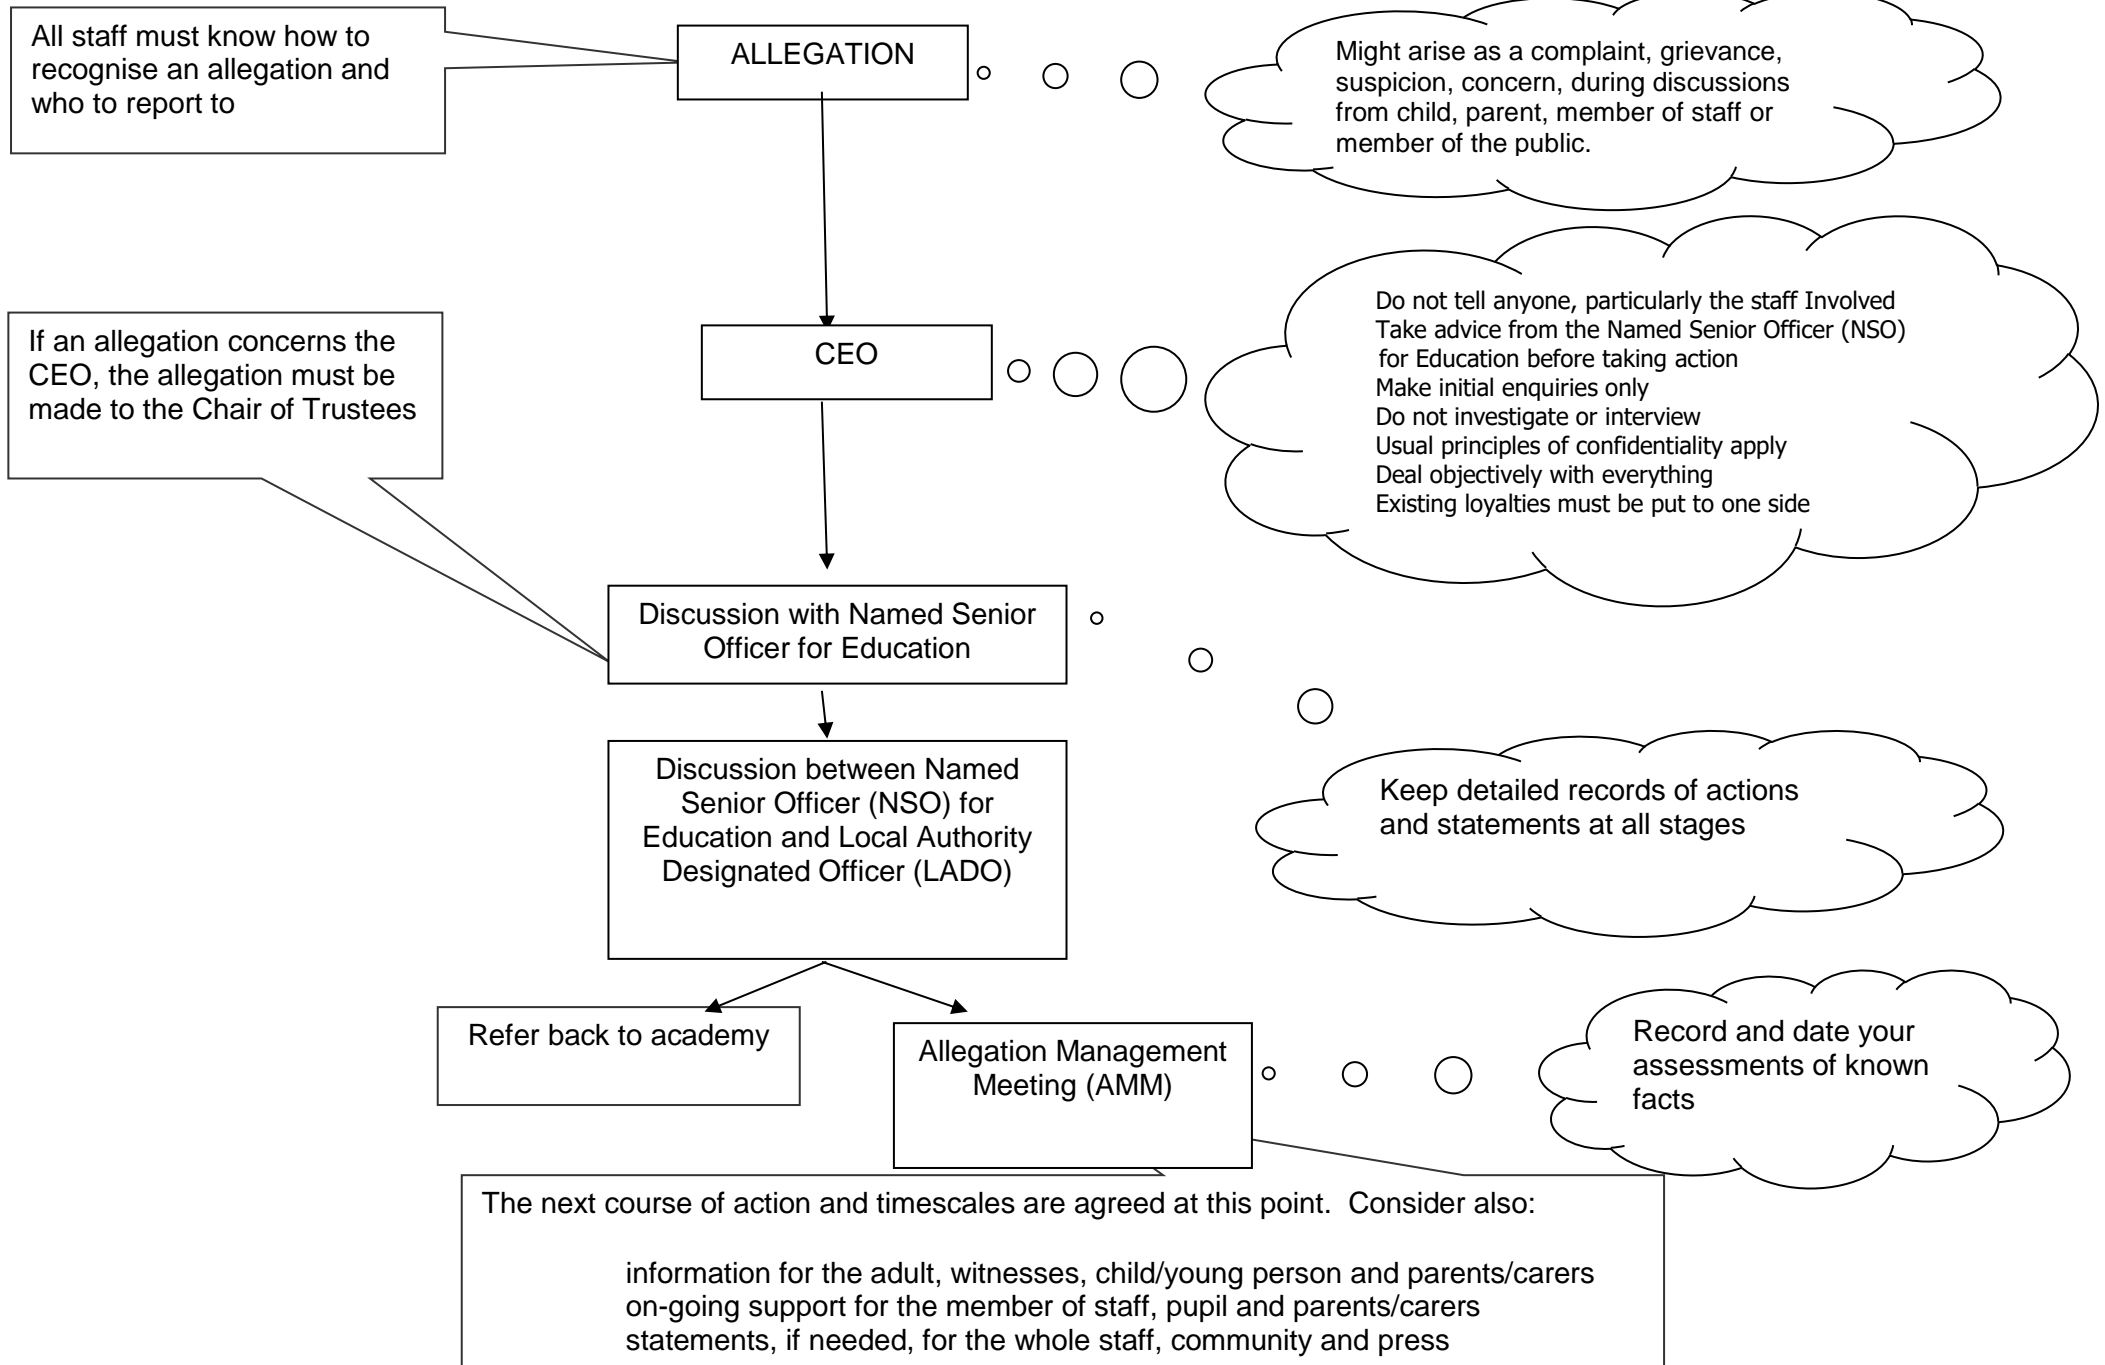 All staff must know how to
recognise an allegation and
who to report to
ALLEGATION
Might arise as a complaint, grievance,
suspicion, concern, during discussions
from child, parent, member of staff or
member of the public.
If an allegation concerns the
CEO, the allegation must be
made to the Chair of Trustees
CEO
Do not tell anyone, particularly the staff Involved
Take advice from the Named Senior Officer (NSO)
for Education before taking action
Make initial enquiries only
Do not investigate or interview
Usual principles of confidentiality apply
Deal objectively with everything
Existing loyalties must be put to one side
Discussion with Named Senior
Officer for Education
Discussion between Named
Senior Officer (NSO) for
Education and Local Authority
Designated Officer (LADO)
Keep detailed records of actions
and statements at all stages
Refer back to academy
Allegation Management
Meeting (AMM)
Record and date your
assessments of known
facts
The next course of action and timescales are agreed at this point.  Consider also:
information for the adult, witnesses, child/young person and parents/carers
on-going support for the member of staff, pupil and parents/carers
statements, if needed, for the whole staff, community and press